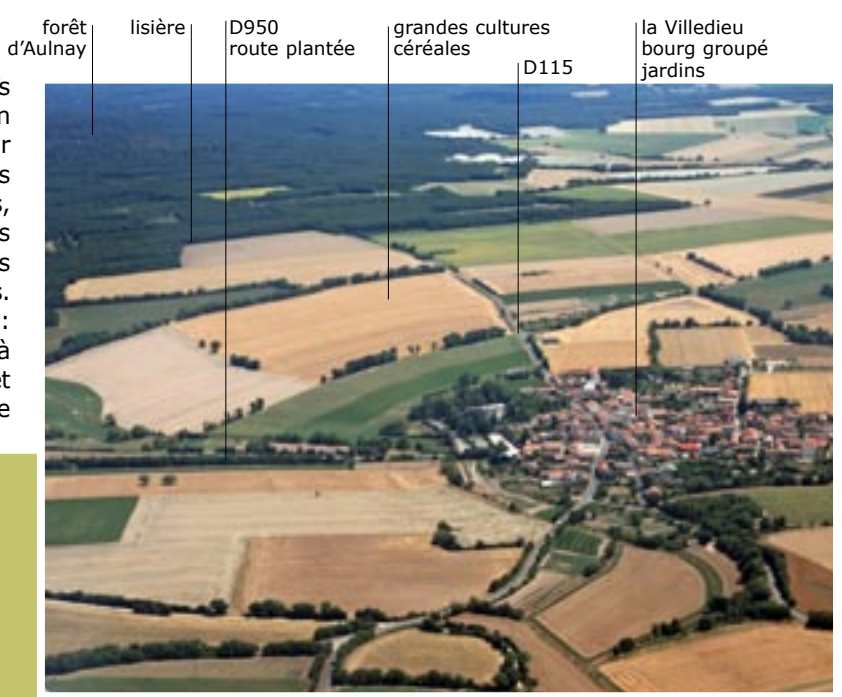 forêt
d’Aulnay
lisière
D950
route plantée
grandes cultures
céréales
D115
la Villedieu
bourg groupé
jardins